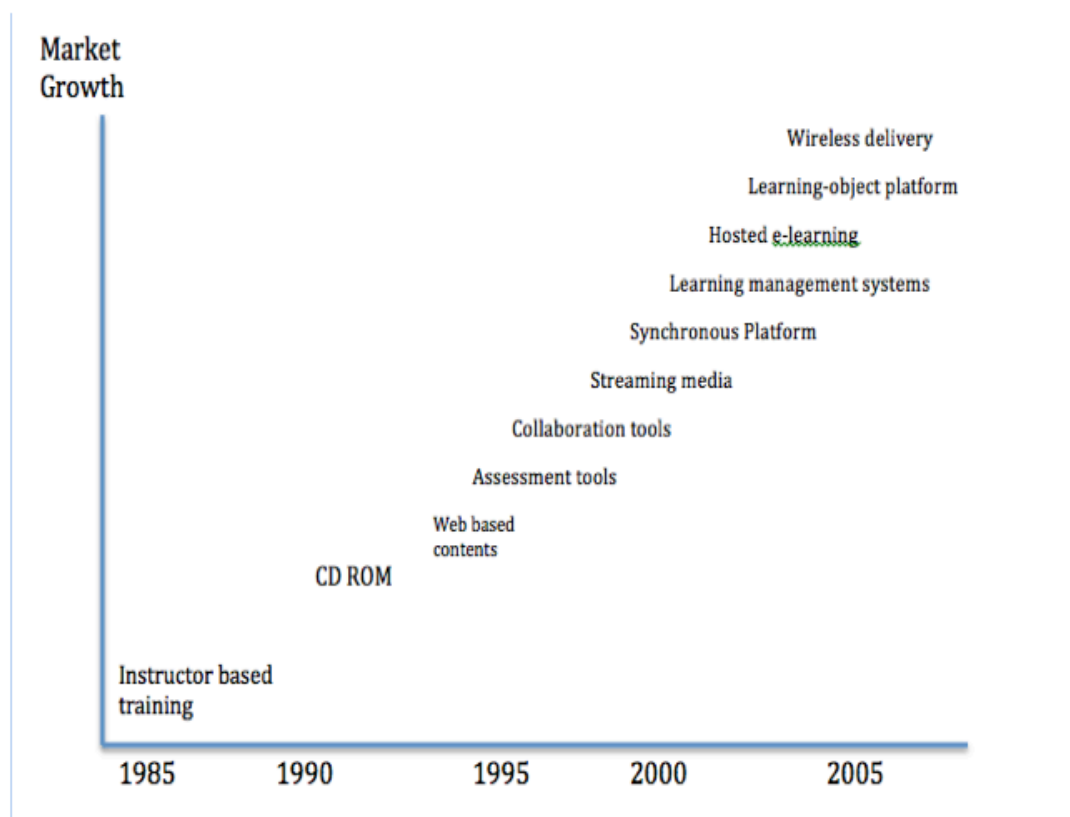 Market
Growth
Wireless delivery
Learning-object platform
Hosted e-learning
Learning management systems
Synchronous Platform
Streaming media
Collaboration tools
Assessment tools
Web based
contents
CD ROM
Instructor based
training
1985 1990 1995 2000 2005